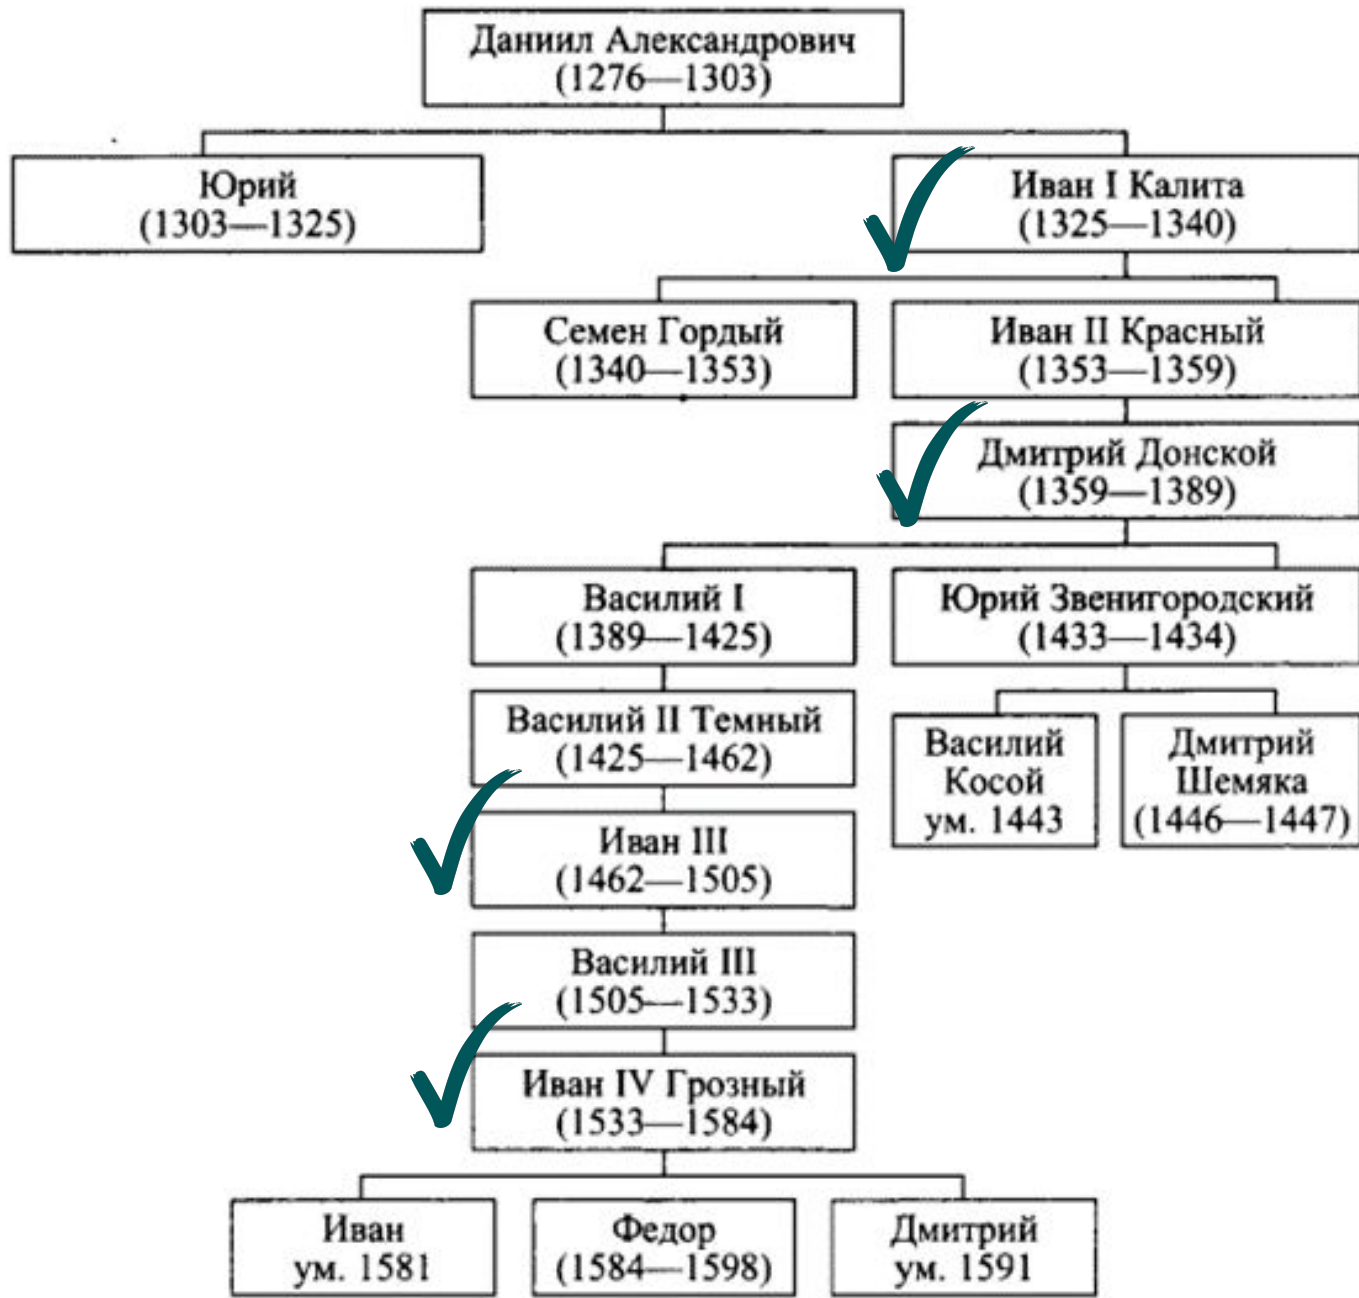 Даниил Александрович
(1276—1303)
Юрий
(1303—1325)
Иван I Калита
(1325—1340)
Семен Гордый
(1340—1353)
Иван II Красный
(1353—1359)
Дмитрий Донской
(1359—1389)
Василий I
(1389—1425)
Юрий Звенигородский
(1433—1434)
Василий II Темный
(1425—1462)
Василий
Косой
ум. 1443
Дмитрий
Шемяка
(1446—1447)
Иван III
(1462—1505)
Василий III
(1505—1533)
Иван IV Грозный
(1533—1584)
Иван
ум. 1581
Федор
(1584—1598)
Дмитрий
ум. 1591